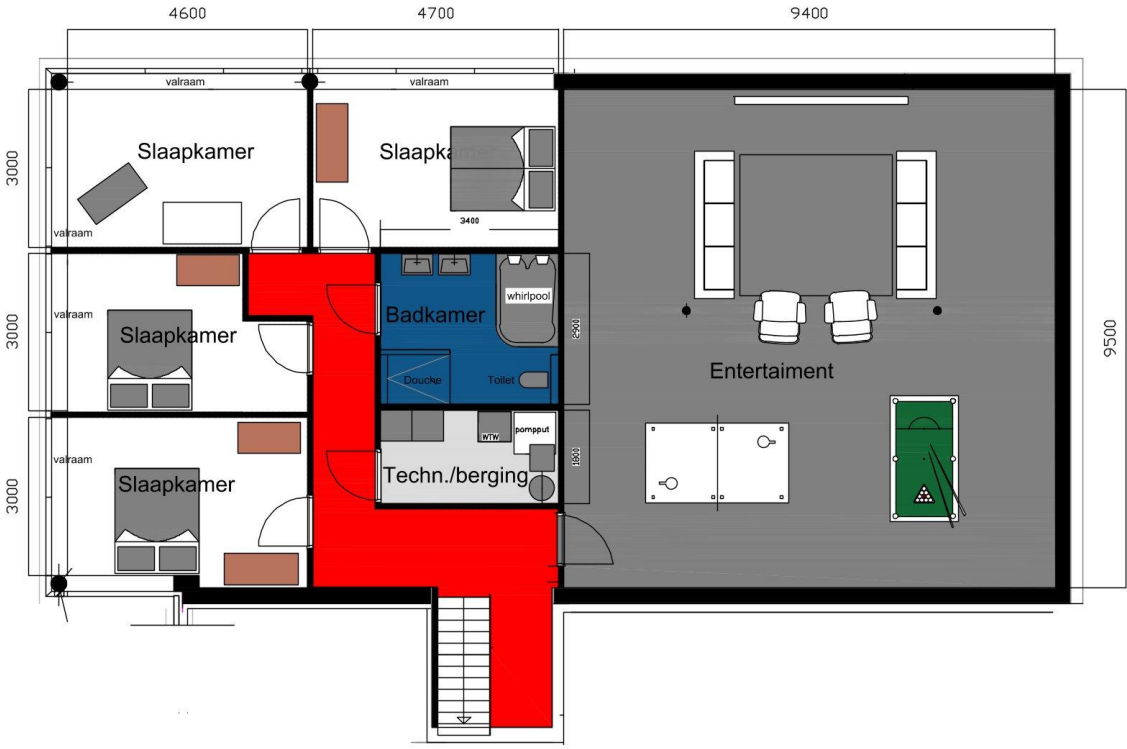 4600
4700
9400
valraam
valraam
Slaapkamer
Slaapkamer
3000
3400
valraam
valraam
whirlpool
Badkamer
Slaapkamer
3000
2900
9500
Entertaiment
Douche
Toilet
pompput
WTW
valraam
Techn./berging
1800
Slaapkamer
3000